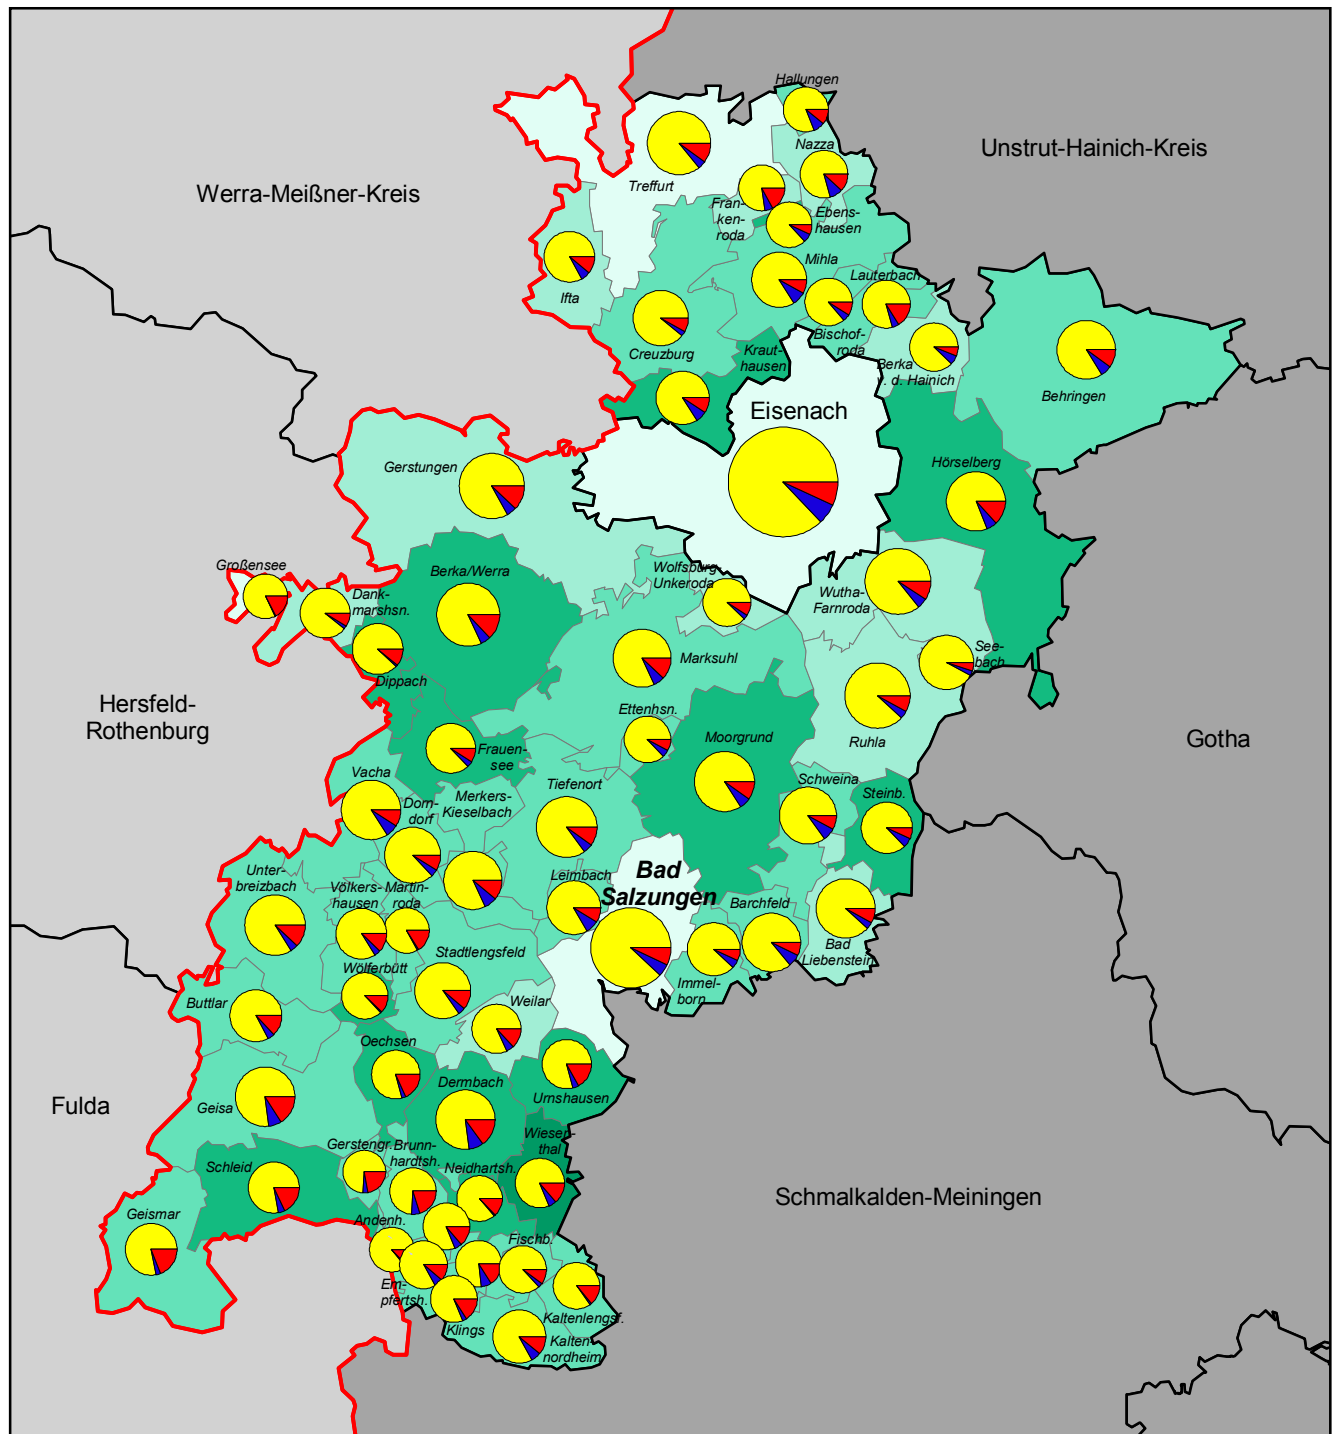 Hallungen
Unstrut-Hainich-Kreis
Nazza
Werra-Meißner-Kreis
Treffurt
Fran-
ken-
roda
Ebens-
hausen
Mihla
Lauterbach
Ifta
Creuzburg
Bischof-
roda
Kraut-
hausen
Berka
v. d. Hainich
Behringen
Eisenach
Gerstungen
Hörselberg
Großensee
Dank-
marshsn.
Berka/Werra
Wolfsburg-
Unkeroda
Wutha-
Farnroda
See-
bach
Marksuhl
Dippach
Hersfeld-
Rothenburg
Ettenhsn.
Moorgrund
Ruhla
Gotha
Frauen-
see
Vacha
Dorn-
dorf
Merkers-
Kieselbach
Tiefenort
Schweina
Steinb.
Unter-
breizbach
Völkers-
hausen
Martin-
roda
Leimbach
Bad
Salzungen
Barchfeld
Bad
Liebenstein
Stadtlengsfeld
Wölferbütt
Immel-
born
Buttlar
Weilar
Oechsen
Fulda
Geisa
Dermbach
Urnshausen
Wiesen-
thal
Gerstengr.
Brunn-
hardtsh.
Neidhartsh.
Schleid
Schmalkalden-Meiningen
Geismar
Andenh.
Fischb.
Em-
pfertsh.
Klings
Kaltenlengsf.
Kalten-
nordheim